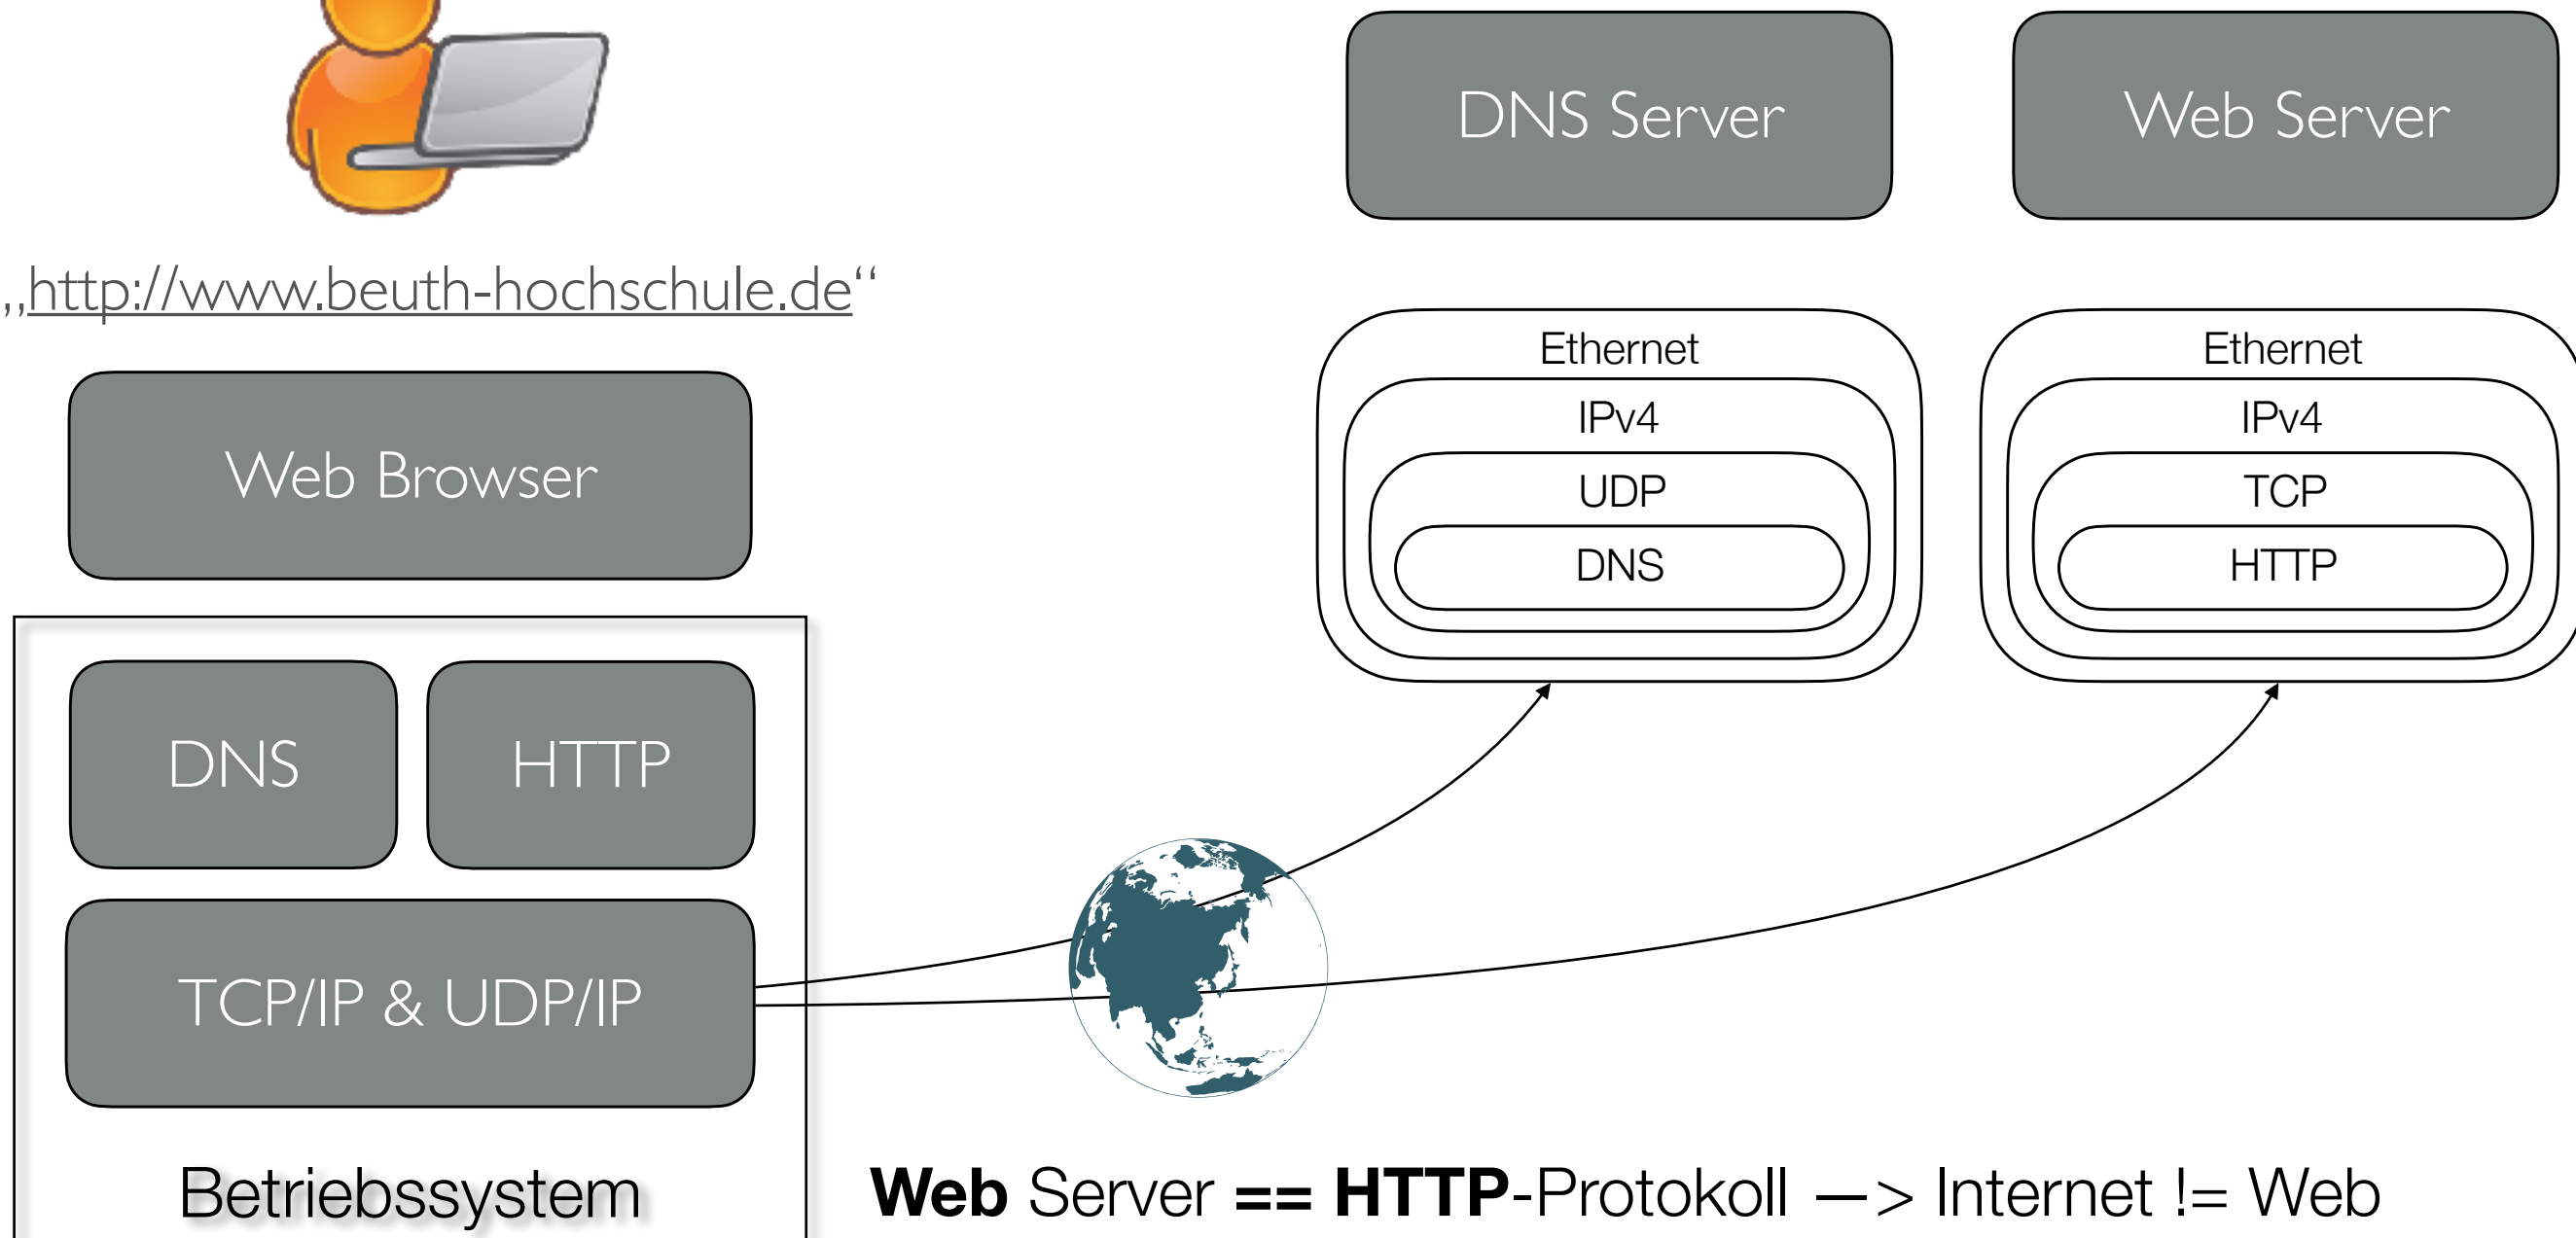 „http://www.beuth-hochschule.de“
Web Browser
DNS
HTTP
TCP/IP & UDP/IP
Betriebssystem
DNS Server
Web Server
Ethernet
IPv4
UDP
DNS
Ethernet
IPv4
TCP
HTTP
Web Server == HTTP-Protokoll —> Internet != Web